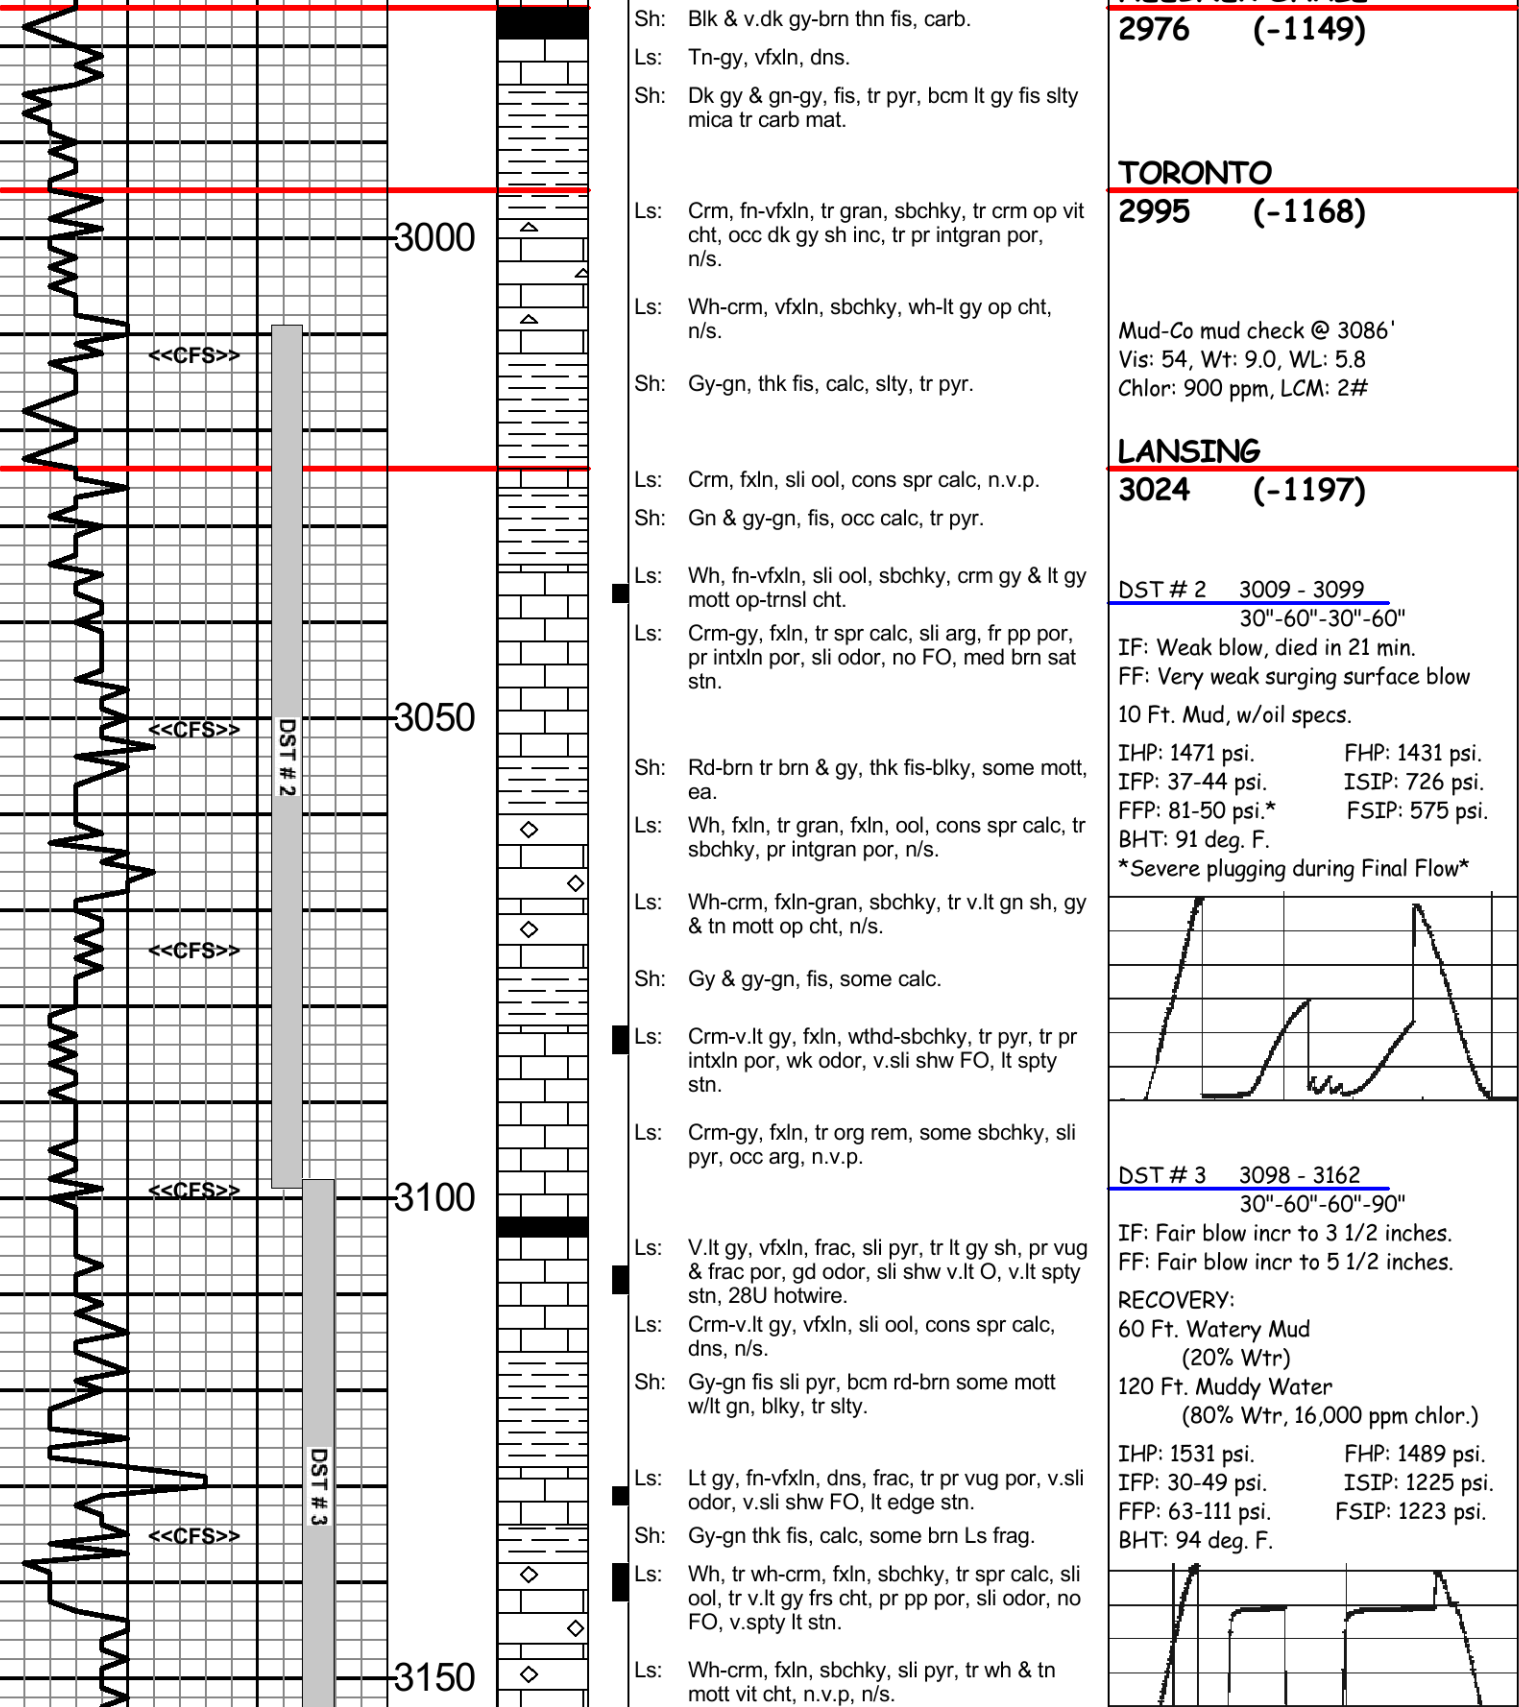 Sh: Blk & v.dk gy-brn thn fis, carb.
Ls: Tn-gy, vfxln, dns.
Sh: Dk gy & gn-gy, fis, tr pyr, bcm lt gy fis slty
mica tr carb mat.
Ls: Crm, fn-vfxln, tr gran, sbchky, tr crm op vit
cht, occ dk gy sh inc, tr pr intgran por,
n/s.
Ls: Wh-crm, vfxln, sbchky, wh-lt gy op cht,
n/s.
Sh: Gy-gn, thk fis, calc, slty, tr pyr.
Ls: Crm, fxln, sli ool, cons spr calc, n.v.p.
Sh: Gn & gy-gn, fis, occ calc, tr pyr.
Ls: Wh, fn-vfxln, sli ool, sbchky, crm gy & lt gy
mott op-trnsl cht.
Ls: Crm-gy, fxln, tr spr calc, sli arg, fr pp por,
pr intxln por, sli odor, no FO, med brn sat
stn.
Sh: Rd-brn tr brn & gy, thk fis-blky, some mott,
ea.
Ls: Wh, fxln, tr gran, fxln, ool, cons spr calc, tr
sbchky, pr intgran por, n/s.
Ls: Wh-crm, fxln-gran, sbchky, tr v.lt gn sh, gy
& tn mott op cht, n/s.
Sh: Gy & gy-gn, fis, some calc.
Ls: Crm-v.lt gy, fxln, wthd-sbchky, tr pyr, tr pr
intxln por, wk odor, v.sli shw FO, lt spty
stn.
Ls: Crm-gy, fxln, tr org rem, some sbchky, sli
pyr, occ arg, n.v.p.
Ls: V.lt gy, vfxln, frac, sli pyr, tr lt gy sh, pr vug
& frac por, gd odor, sli shw v.lt O, v.lt spty
stn, 28U hotwire.
Ls: Crm-v.lt gy, vfxln, sli ool, cons spr calc,
dns, n/s.
Sh: Gy-gn fis sli pyr, bcm rd-brn some mott
w/lt gn, blky, tr slty.
Ls: Lt gy, fn-vfxln, dns, frac, tr pr vug por, v.sli
odor, v.sli shw FO, lt edge stn.
Sh: Gy-gn thk fis, calc, some brn Ls frag.
Ls: Wh, tr wh-crm, fxln, sbchky, tr spr calc, sli
ool, tr v.lt gy frs cht, pr pp por, sli odor, no
FO, v.spty lt stn.
Ls: Wh-crm, fxln, sbchky, sli pyr, tr wh & tn
mott vit cht, n.v.p, n/s.
3000
3050
3100
3150
<<CFS>>
<<CFS>>
<<CFS>>
<<CFS>>
<<CFS>>
DST # 2
DST # 3
2976 (-1149)
TORONTO
2995 (-1168)
Mud-Co mud check @ 3086'
Vis: 54, Wt: 9.0, WL: 5.8
Chlor: 900 ppm, LCM: 2#
LANSING
3024 (-1197)
DST # 2 3009 - 3099
30"-60"-30"-60"
IF: Weak blow, died in 21 min.
FF: Very weak surging surface blow
10 Ft. Mud, w/oil specs.
IHP: 1471 psi. FHP: 1431 psi.
IFP: 37-44 psi. ISIP: 726 psi.
FFP: 81-50 psi.* FSIP: 575 psi.
BHT: 91 deg. F.
*Severe plugging during Final Flow*
DST # 3 3098 - 3162
30"-60"-60"-90"
IF: Fair blow incr to 3 1/2 inches.
FF: Fair blow incr to 5 1/2 inches.
RECOVERY:
60 Ft. Watery Mud
(20% Wtr)
120 Ft. Muddy Water
(80% Wtr, 16,000 ppm chlor.)
IHP: 1531 psi. FHP: 1489 psi.
IFP: 30-49 psi. ISIP: 1225 psi.
FFP: 63-111 psi. FSIP: 1223 psi.
BHT: 94 deg. F.